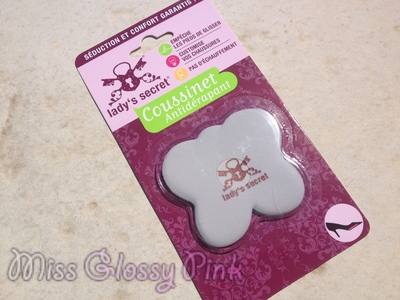 SÉDUCTION ET CONFORT GARANTIS
EMPÊCHE
LES PIEDS DE GLISSER
CUSTOMISE
VOS CHAUSSURES
PAS D'ÉCHAUFFEMENT
lady's secret
Coussinet
Antidérapant
lady's secret
Miss Glossy Pink